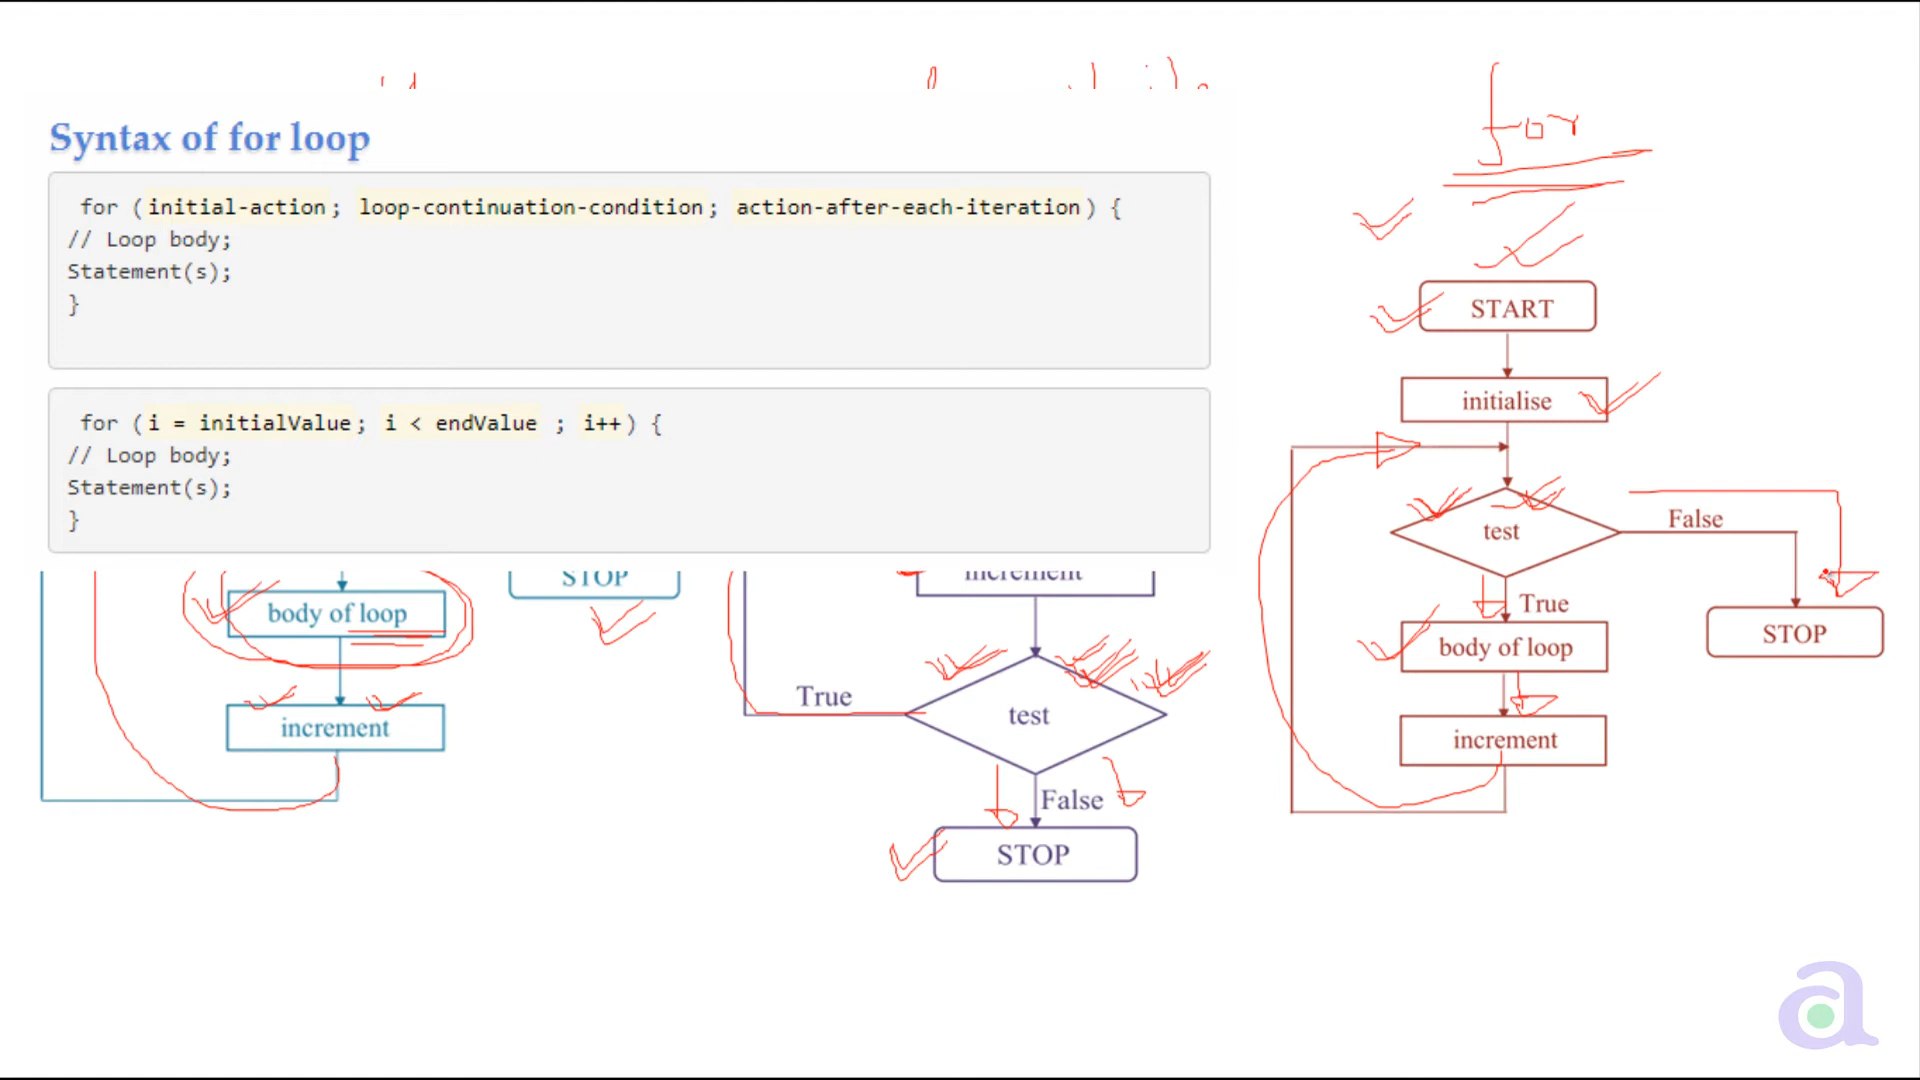 for
Syntax of for loop
for (initial-action; loop-continuation-condition; action-after-each-iteration) {
// Loop body;
Statement(s);
}
for (i = initialValue; i < endValue ; i++) {
// Loop body;
Statement(s);
}
STOP
body of loop
increment
increment
True
test
False
STOP
START
initialise
test
False
True
STOP
body of loop
increment